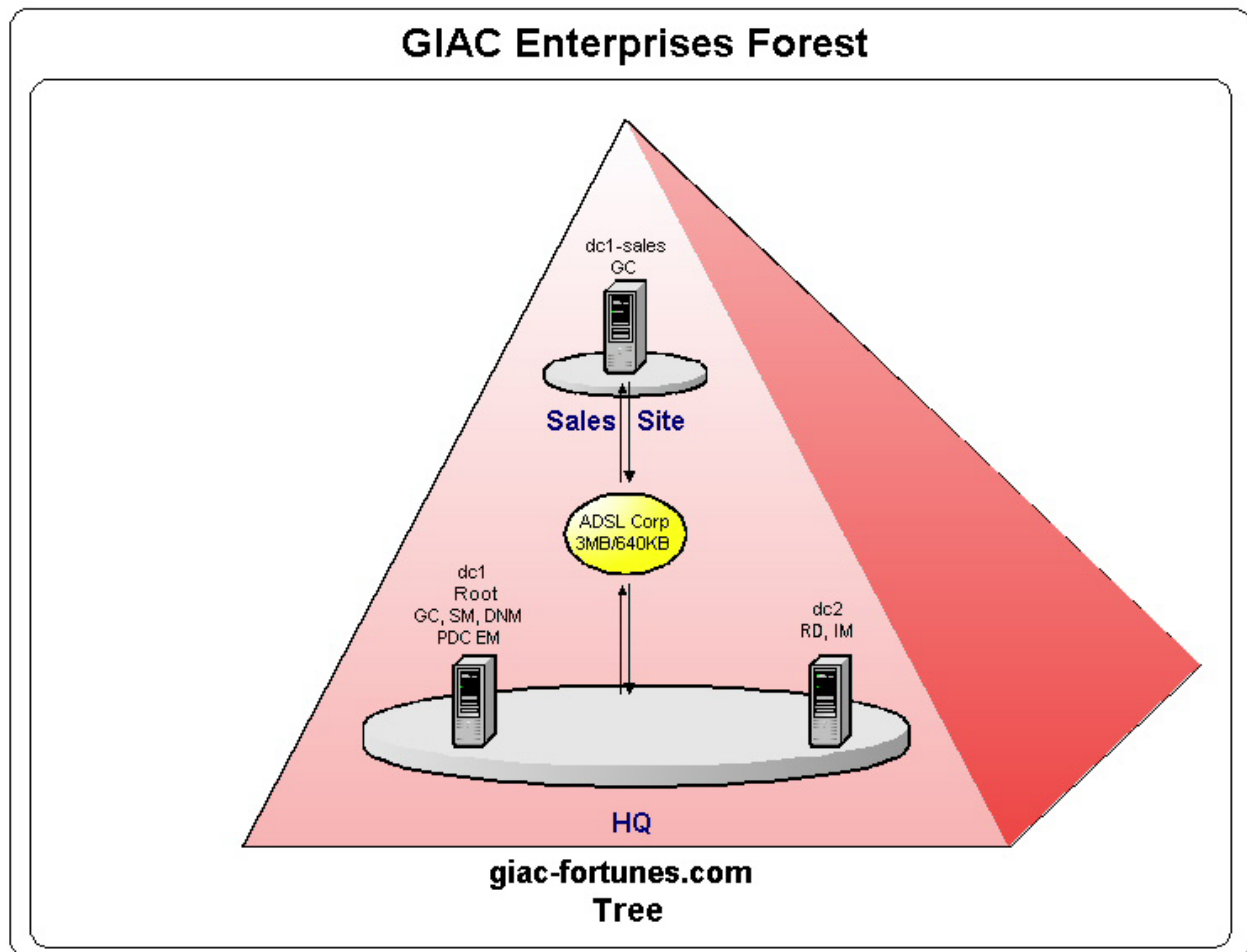 GIAC Enterprises Forest
dc1-sales
GC
Sales Site
ADSL Corp
3MB/640KB
dc1
Root
GC, SM, DNM
PDC EM
dc2
RD, IM
HQ
giac-fortunes.com
Tree